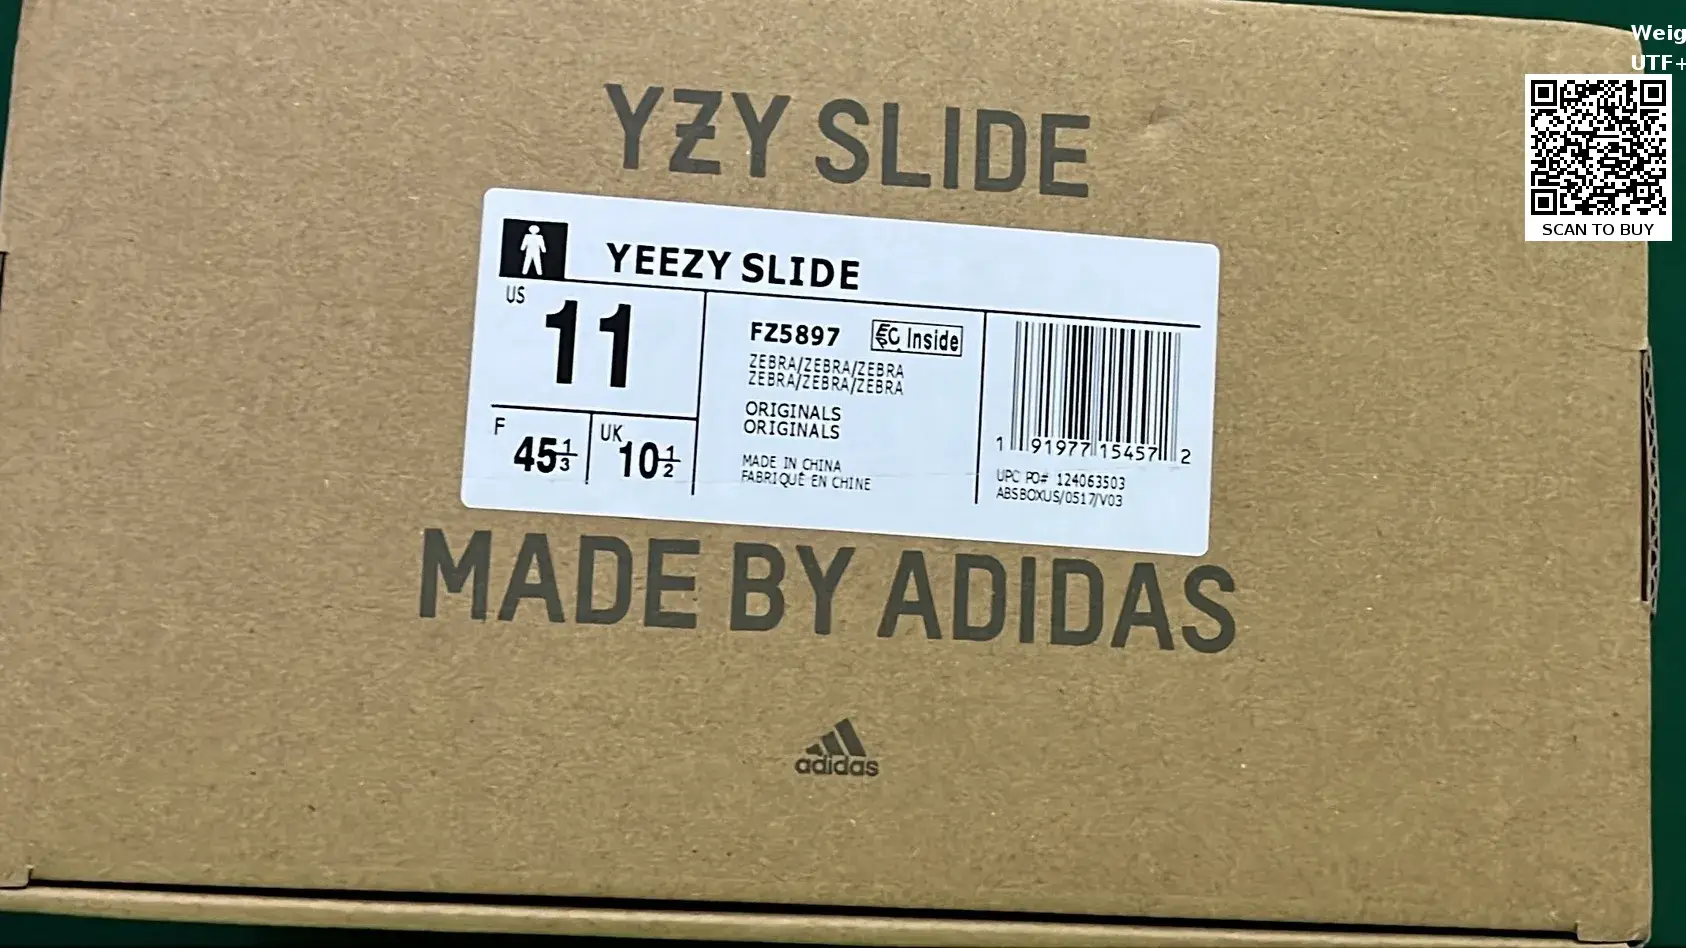 Weig
UTF+
SCAN TO BUY
YZY SLIDE
YEEZY SLIDE
US
11
F 45 1/3
UK 10 1/2
FZ5897
Inside
ZEBRA/ZEBRA/ZEBRA
ZEBRA/ZEBRA/ZEBRA
ORIGINALS
ORIGINALS
MADE IN CHINA
FABRIQUÉ EN CHINE
1 91977 15457 2
UPC PO# 124063503
ABSBOXUS/0517/V03
MADE BY ADIDAS
adidas